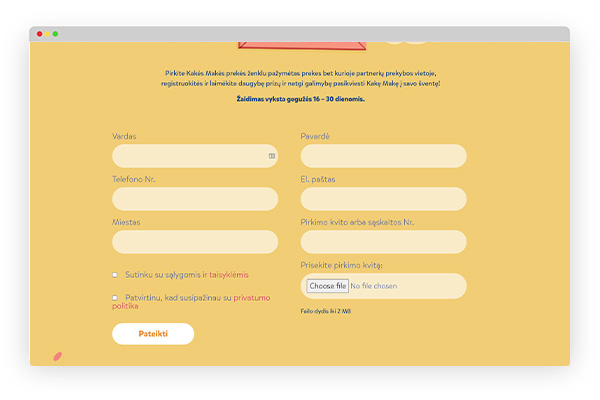 Pirkite Kakės Makės prekės ženklu pažymėtas prekes bet kurioje partnerių prekybos vietoje,
registruokitės ir laimėkite daugybę prizų ir netgi galimybę pasikviesti Kakę Makę į savo šventę!
Žaidimas vyksta gegužės 16 – 30 dienomis.
Vardas
Pavardė
Telefono Nr.
El. paštas
Miestas
Pirkimo kvito arba sąskaitos Nr.
Prisekite pirkimo kvitą:
Choose file No file chosen
Failo dydis iki 2 MB
Sutinku su sąlygomis ir taisyklėmis
Patvirtinu, kad susipažinau su privatumo
politika
Pateikti